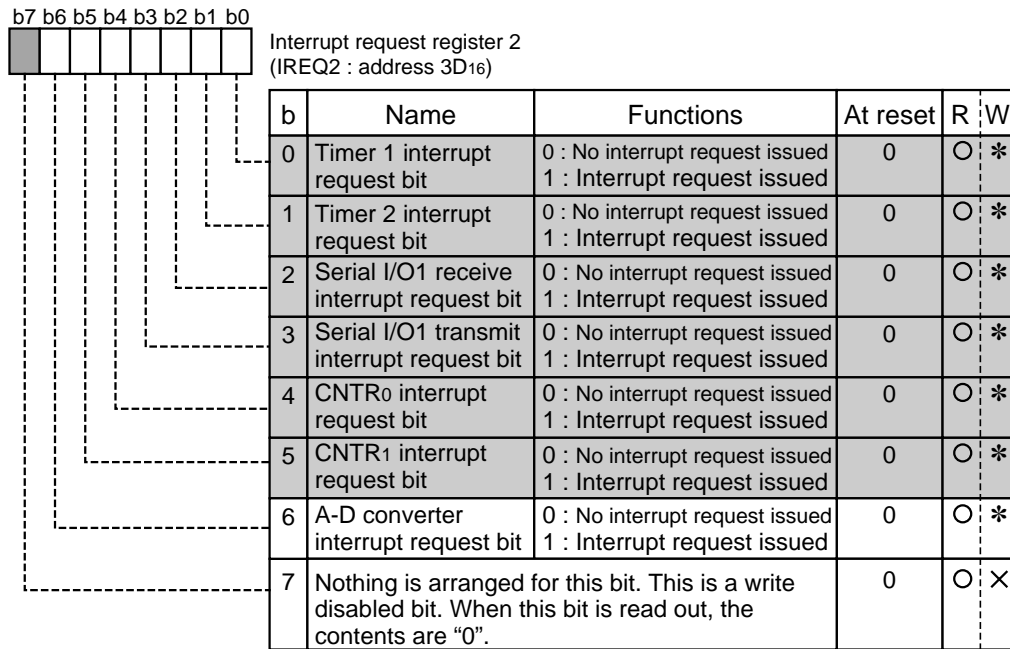 b7 b6 b5 b4 b3 b2 b1 b0
Interrupt request register 2
(IREQ2 : address 3D16)
b Name Functions At reset R W
0 Timer 1 interrupt request bit 0 : No interrupt request issued 0 ○ ✻
1 : Interrupt request issued
1 Timer 2 interrupt request bit 0 : No interrupt request issued 0 ○ ✻
1 : Interrupt request issued
2 Serial I/O1 receive interrupt request bit 0 : No interrupt request issued 0 ○ ✻
1 : Interrupt request issued
3 Serial I/O1 transmit interrupt request bit 0 : No interrupt request issued 0 ○ ✻
1 : Interrupt request issued
4 CNTR0 interrupt request bit 0 : No interrupt request issued 0 ○ ✻
1 : Interrupt request issued
5 CNTR1 interrupt request bit 0 : No interrupt request issued 0 ○ ✻
1 : Interrupt request issued
6 A-D converter interrupt request bit 0 : No interrupt request issued 0 ○ ✻
1 : Interrupt request issued
7 Nothing is arranged for this bit. This is a write 0 ○ ×
disabled bit. When this bit is read out, the
contents are “0”.